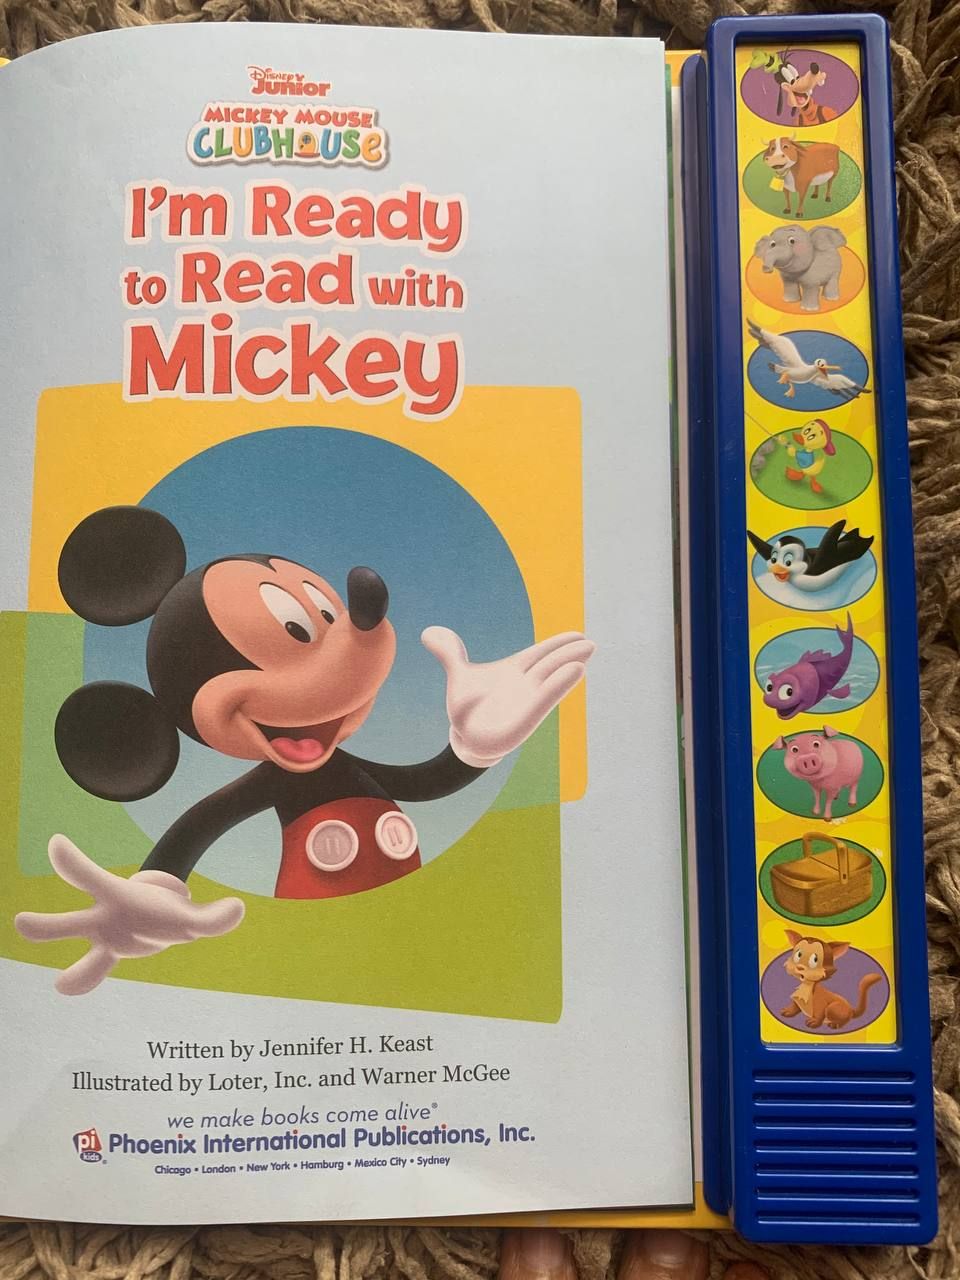 Disney
Junior
MICKEY MOUSE
CLUBHOUSE
I'm Ready
to Read with
Mickey
Written by Jennifer H. Keast
Illustrated by Loter, Inc. and Warner McGee
we make books come alive®
pi kids® Phoenix International Publications, Inc.
Chicago • London • New York • Hamburg • Mexico City • Sydney